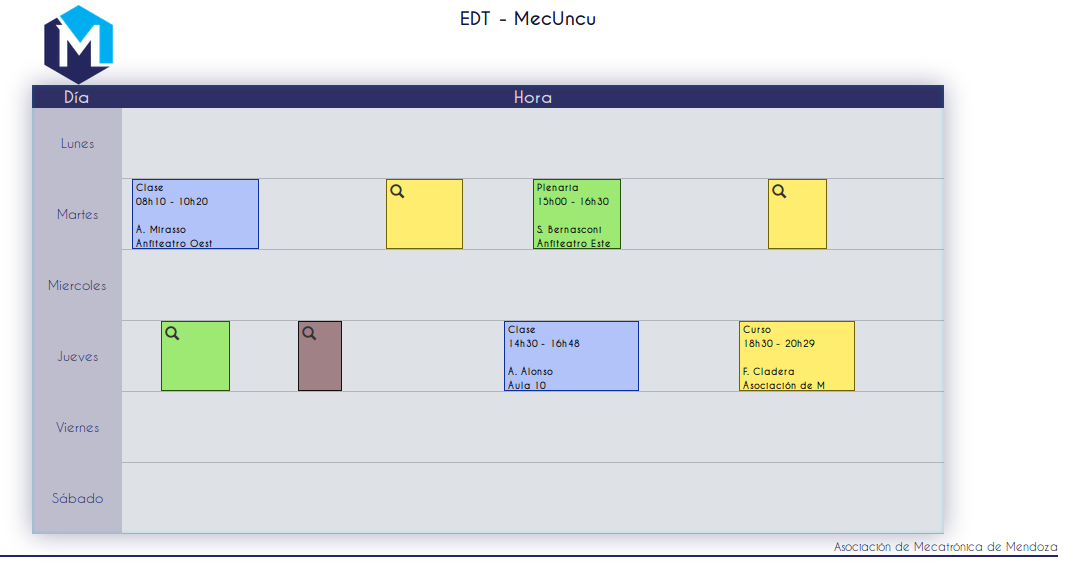 EDT - MecUncu
M
Día Hora
Lunes
Martes
Clase
08h10 - 10h20
A. Mirasso
Anfiteatro Oest
Plenaria
15h00 - 16h30
S. Bernasconi
Anfiteatro Este
Miercoles
Jueves
Clase
14h30 - 16h48
A. Alonso
Aula 10
Curso
18h30 - 20h29
F. Cladera
Asociación de M
Viernes
Sábado
Asociación de Mecatrónica de Mendoza